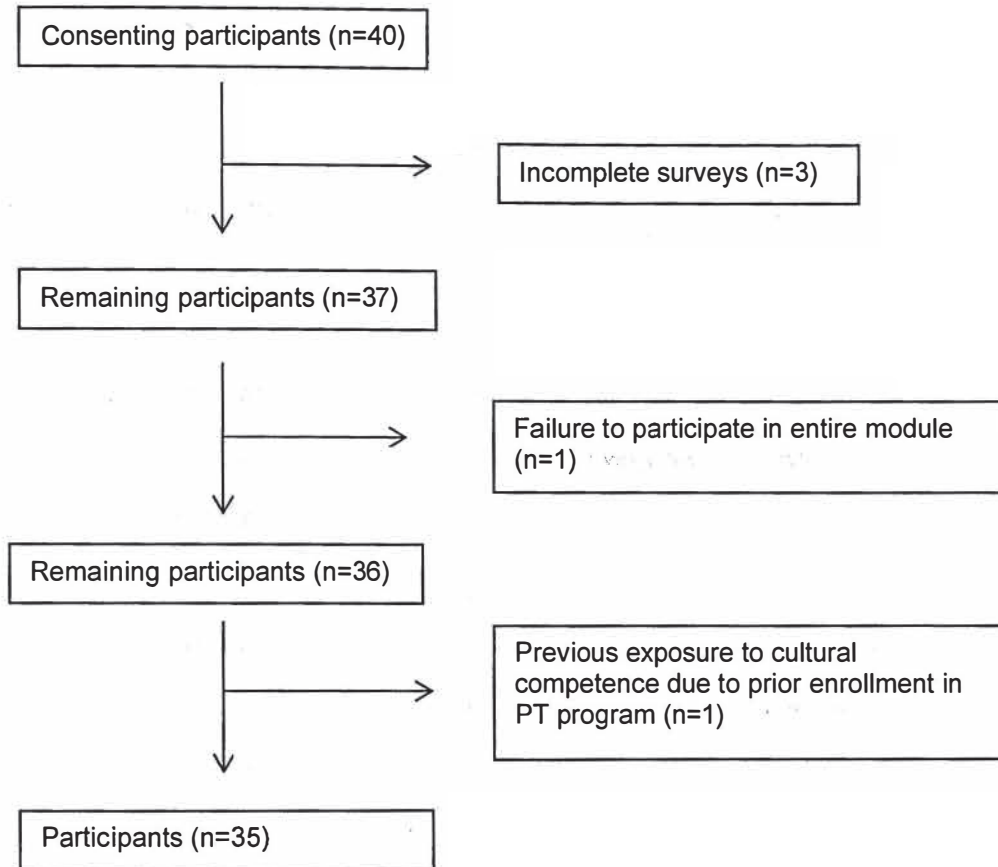 Consenting participants (n=40)
Incomplete surveys (n=3)
Remaining participants (n=37)
Failure to participate in entire module
(n=1)
Remaining participants (n=36)
Previous exposure to cultural
competence due to prior enrollment in
PT program (n=1)
Participants (n=35)